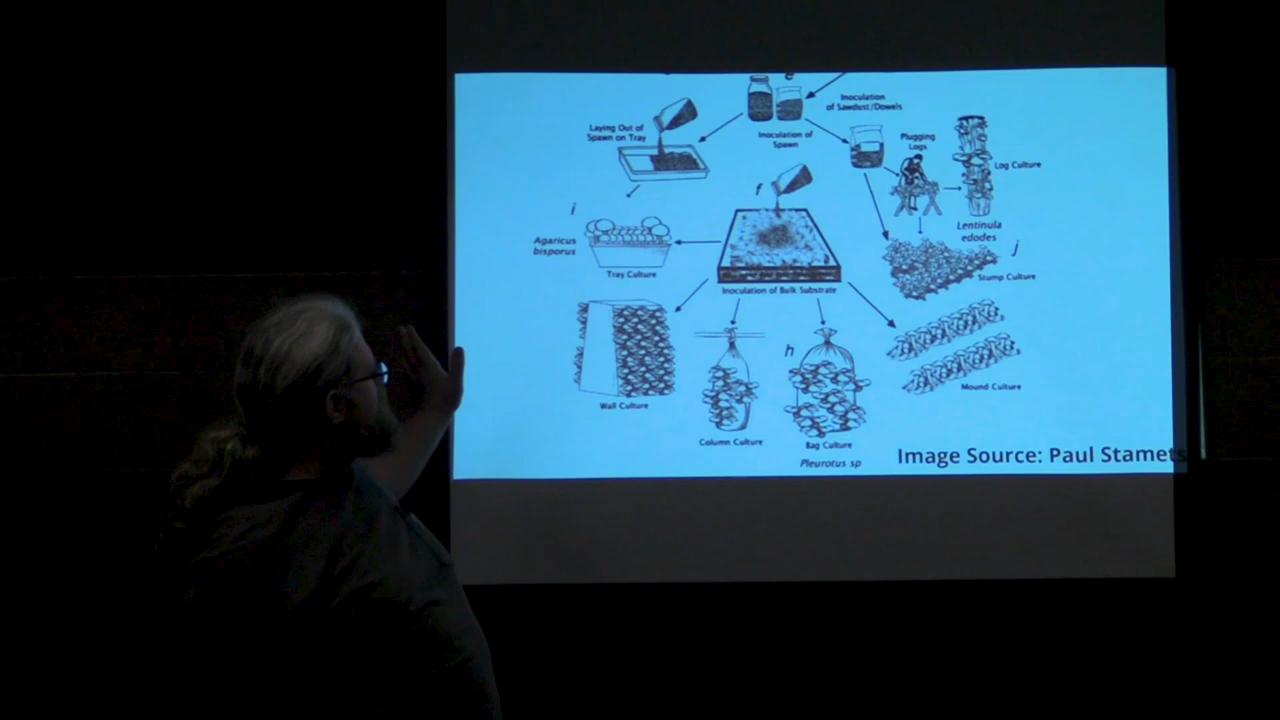 e
Inoculation
of Sawdust/Dowels
Laying Out of
Spawn on Tray
Inoculation of
Spawn
Plugging
Logs
Log Culture
f
i
Lentinula
edodes
j
Agaricus
bisporus
Tray Culture
Stump Culture
Inoculation of Bulk Substrate
h
Mound Culture
Wall Culture
Column Culture
Bag Culture
Pleurotus sp
Image Source: Paul Stamets